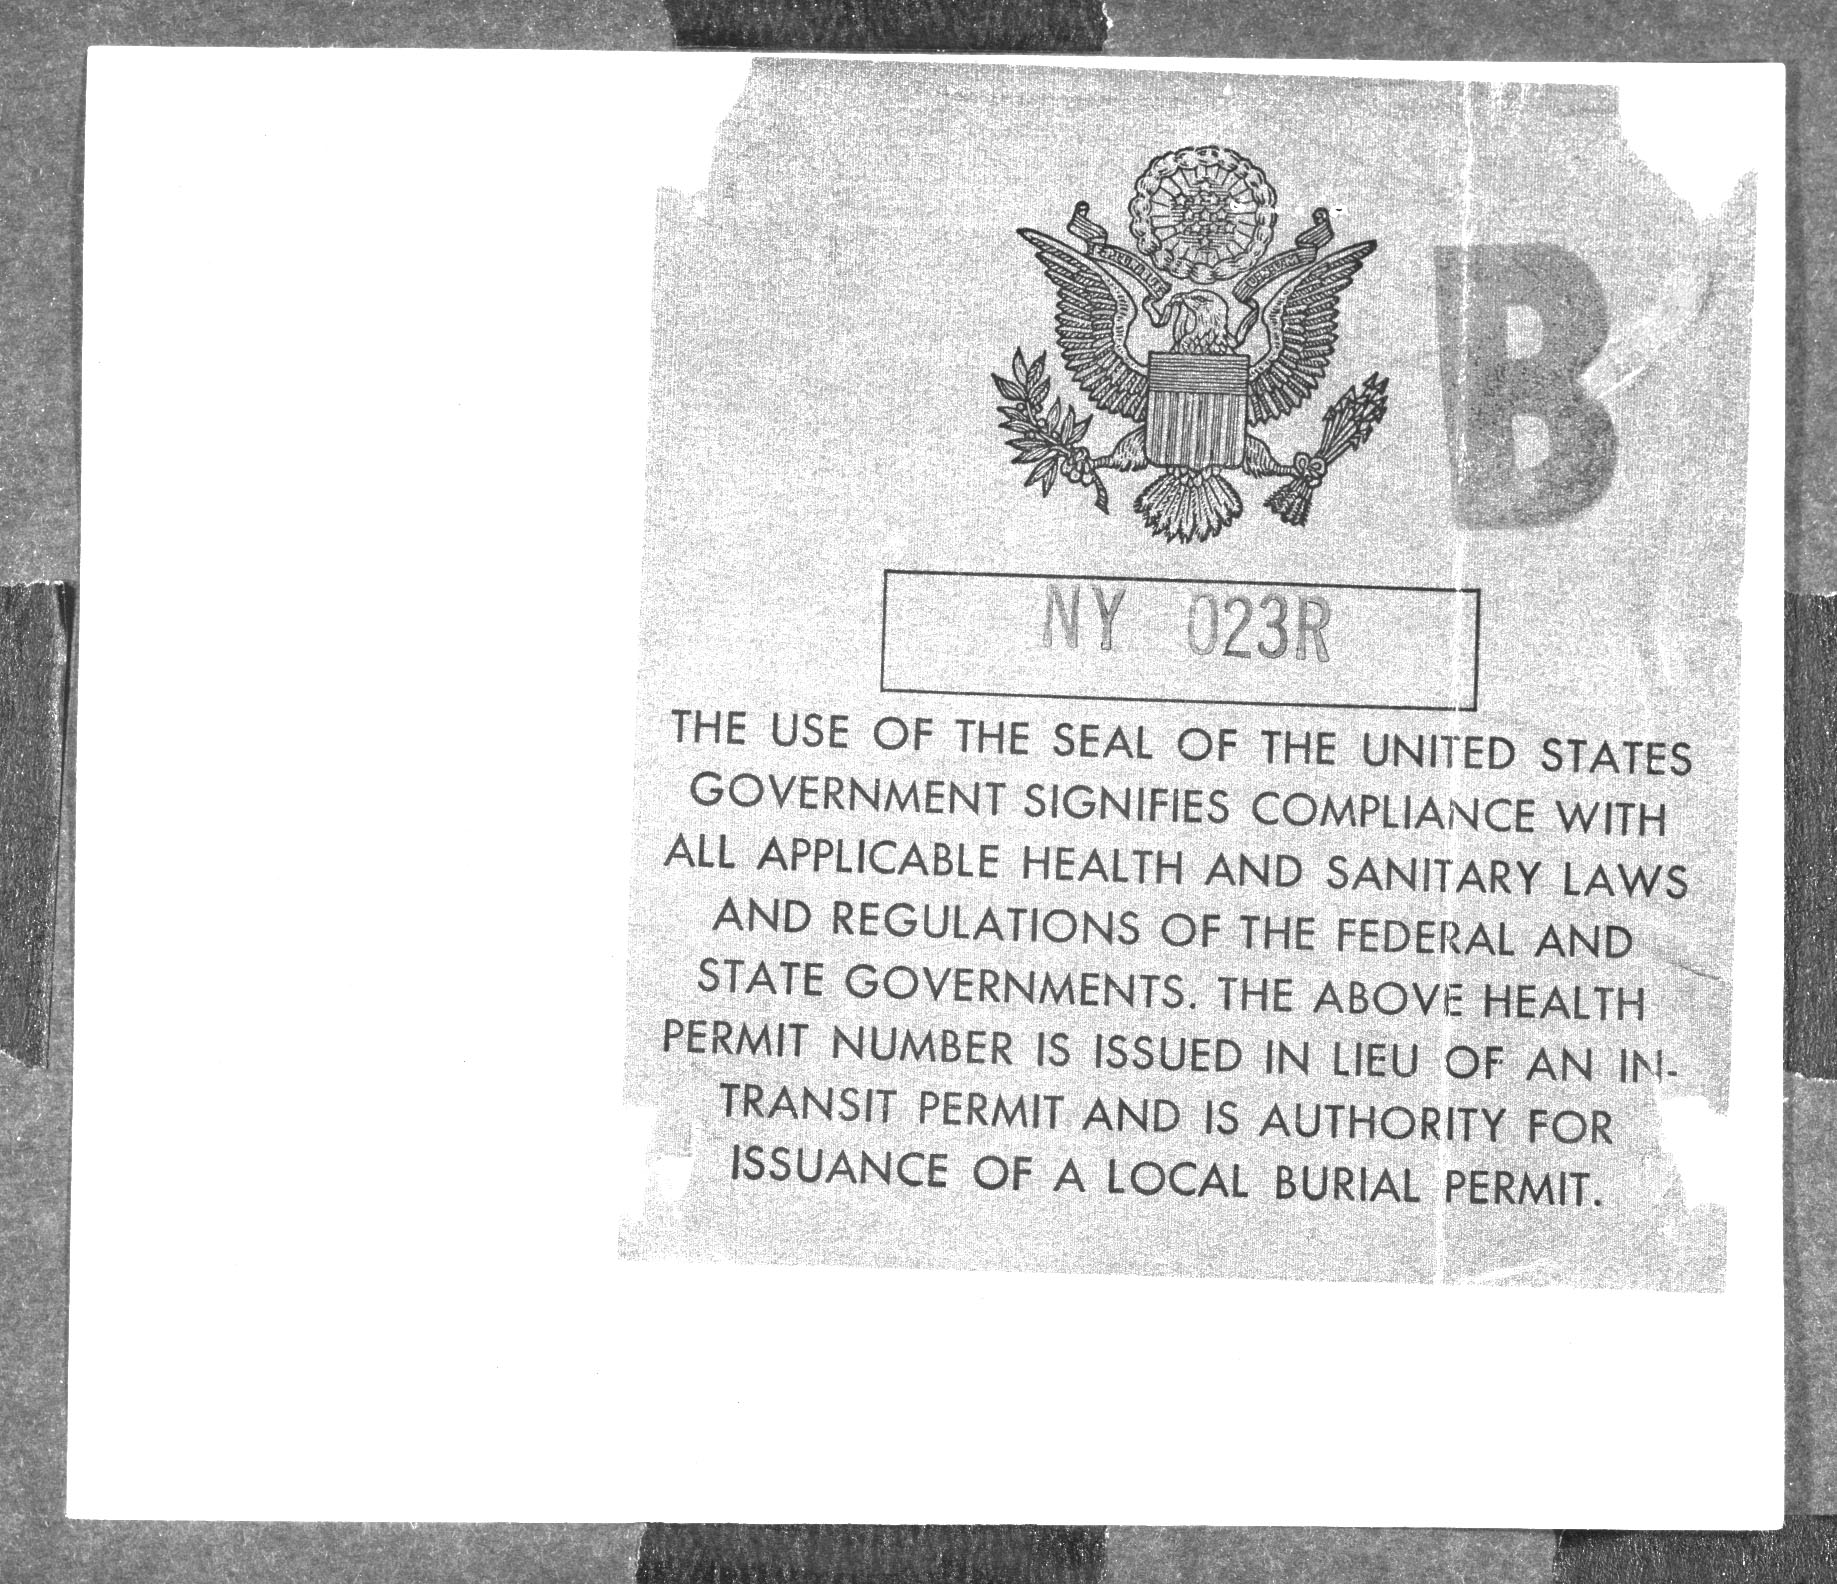 B
NY 023R
THE USE OF THE SEAL OF THE UNITED STATES
GOVERNMENT SIGNIFIES COMPLIANCE WITH
ALL APPLICABLE HEALTH AND SANITARY LAWS
AND REGULATIONS OF THE FEDERAL AND
STATE GOVERNMENTS. THE ABOVE HEALTH
PERMIT NUMBER IS ISSUED IN LIEU OF AN IN-
TRANSIT PERMIT AND IS AUTHORITY FOR
ISSUANCE OF A LOCAL BURIAL PERMIT.